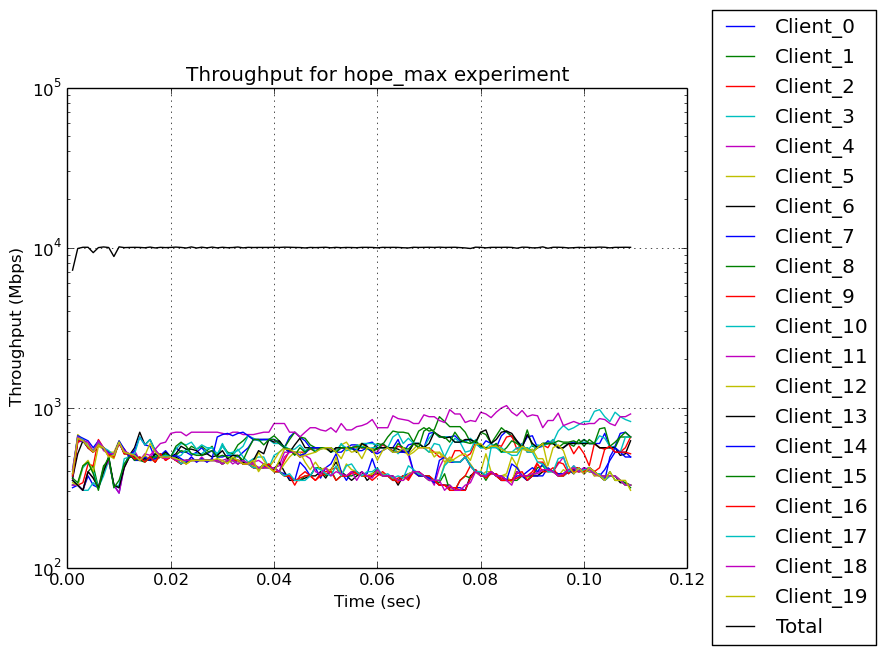 Throughput for hope_max experiment
10^5
10^4
10^3
10^2
Throughput (Mbps)
0.00 0.02 0.04 0.06 0.08 0.10 0.12
Time (sec)
Client_0
Client_1
Client_2
Client_3
Client_4
Client_5
Client_6
Client_7
Client_8
Client_9
Client_10
Client_11
Client_12
Client_13
Client_14
Client_15
Client_16
Client_17
Client_18
Client_19
Total